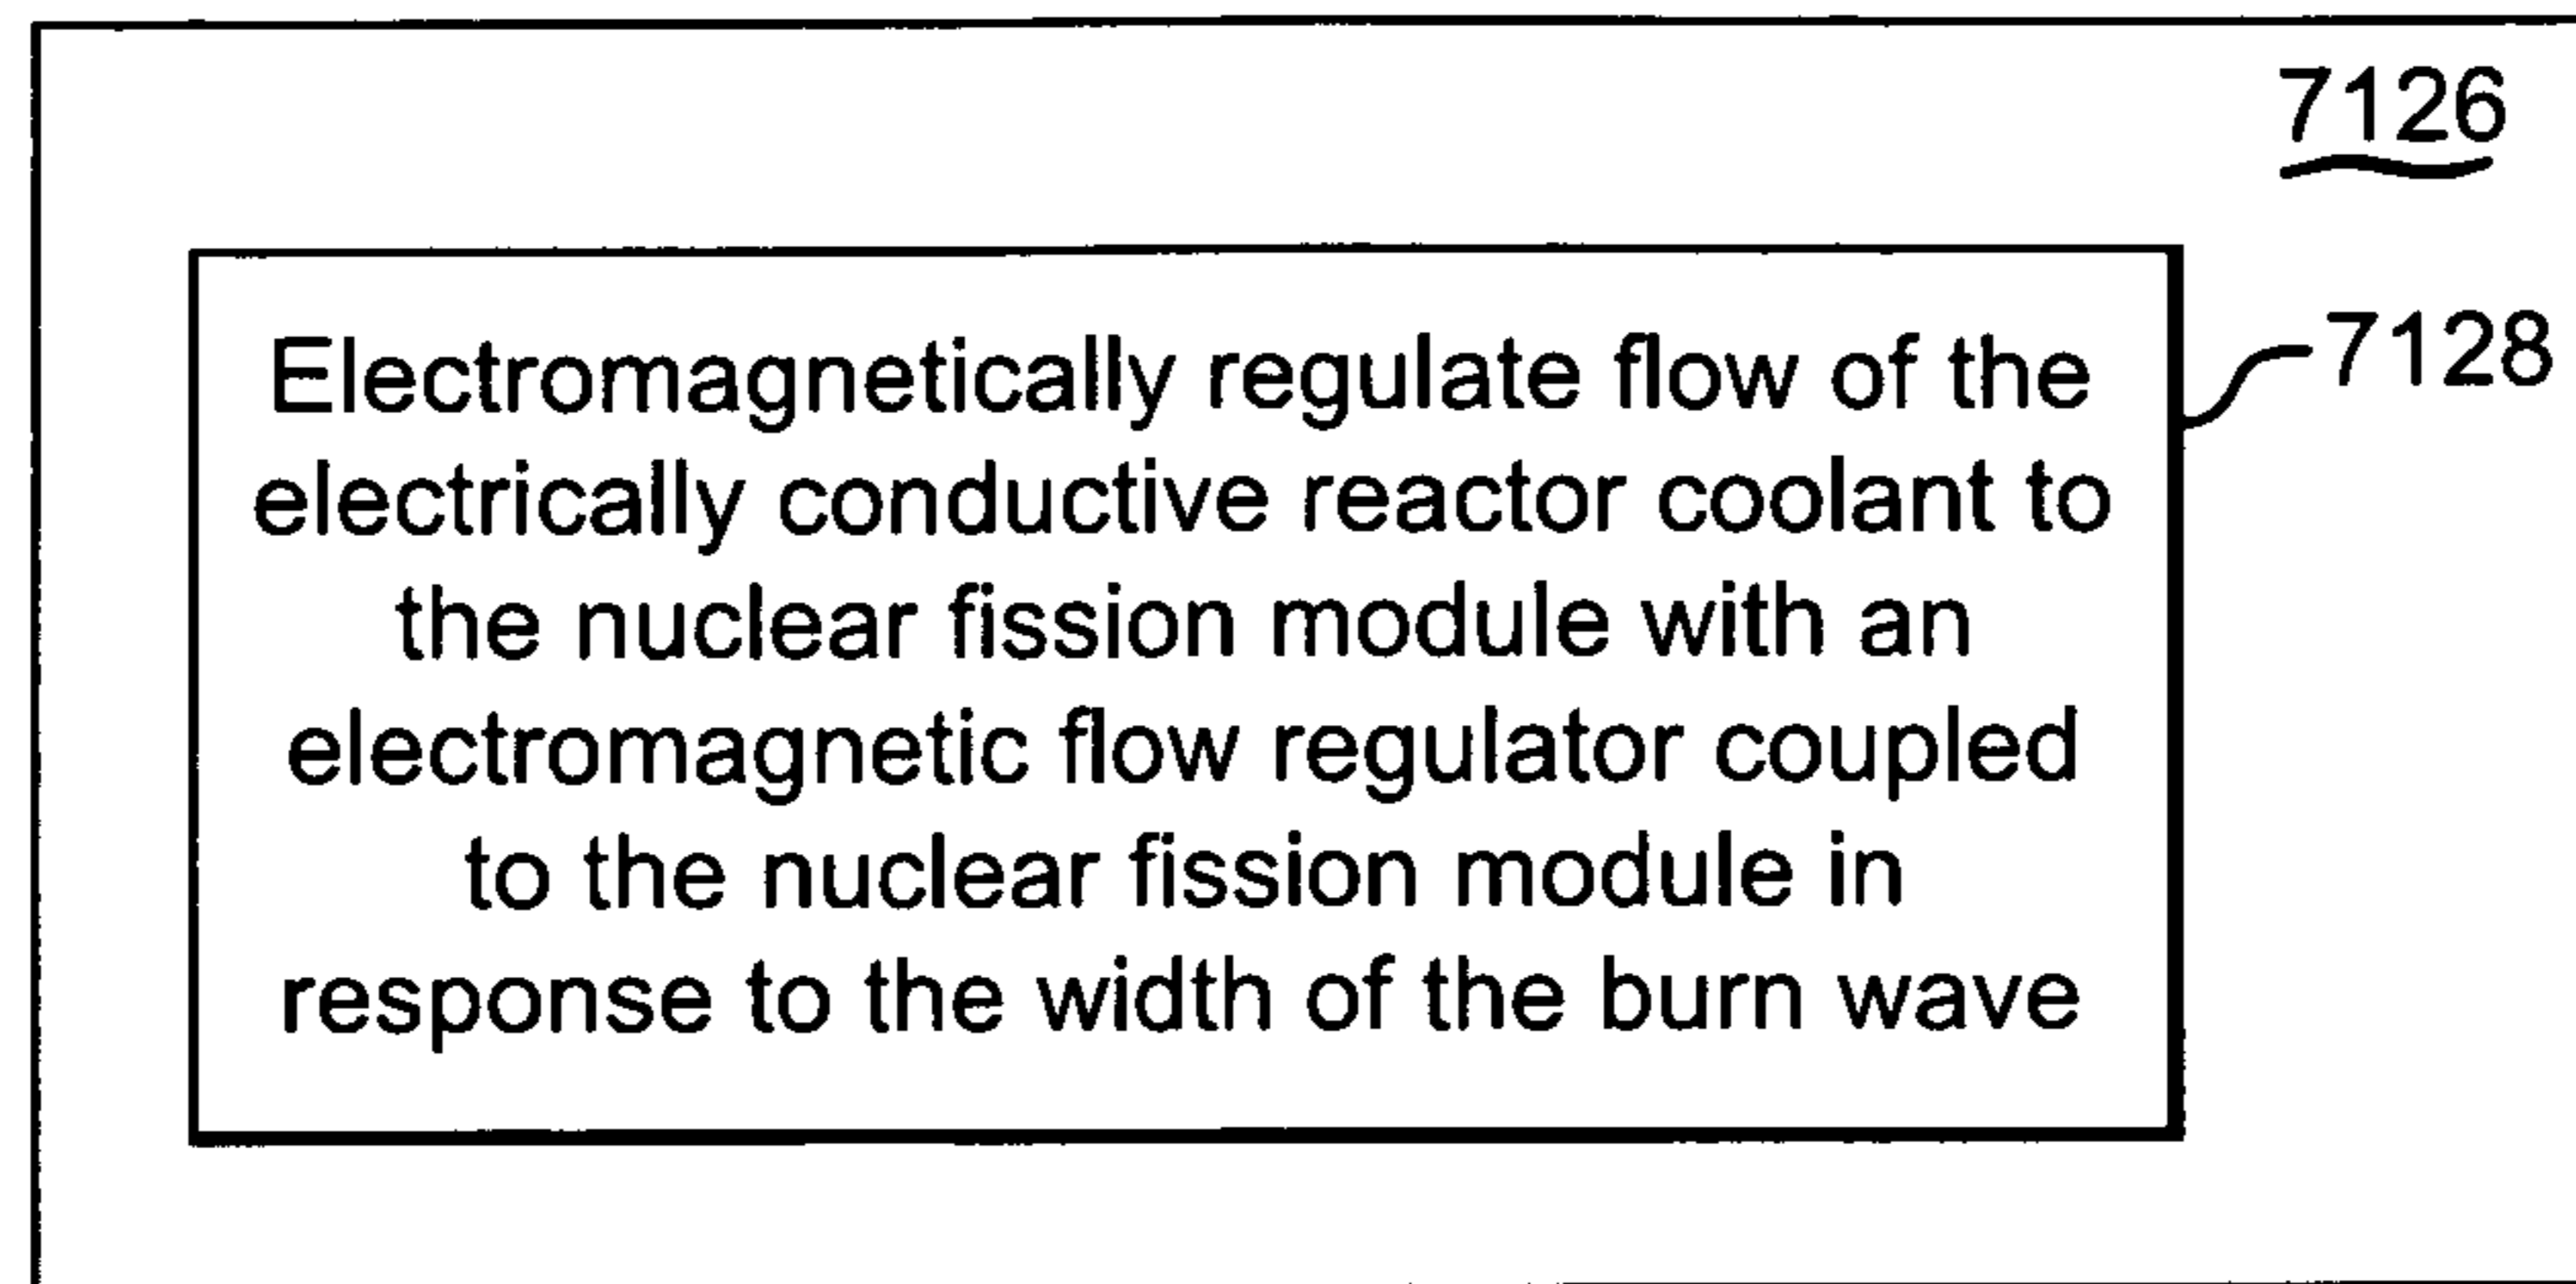 7126
7128
Electromagnetically regulate flow of the
electrically conductive reactor coolant to
the nuclear fission module with an
electromagnetic flow regulator coupled
to the nuclear fission module in
response to the width of the burn wave